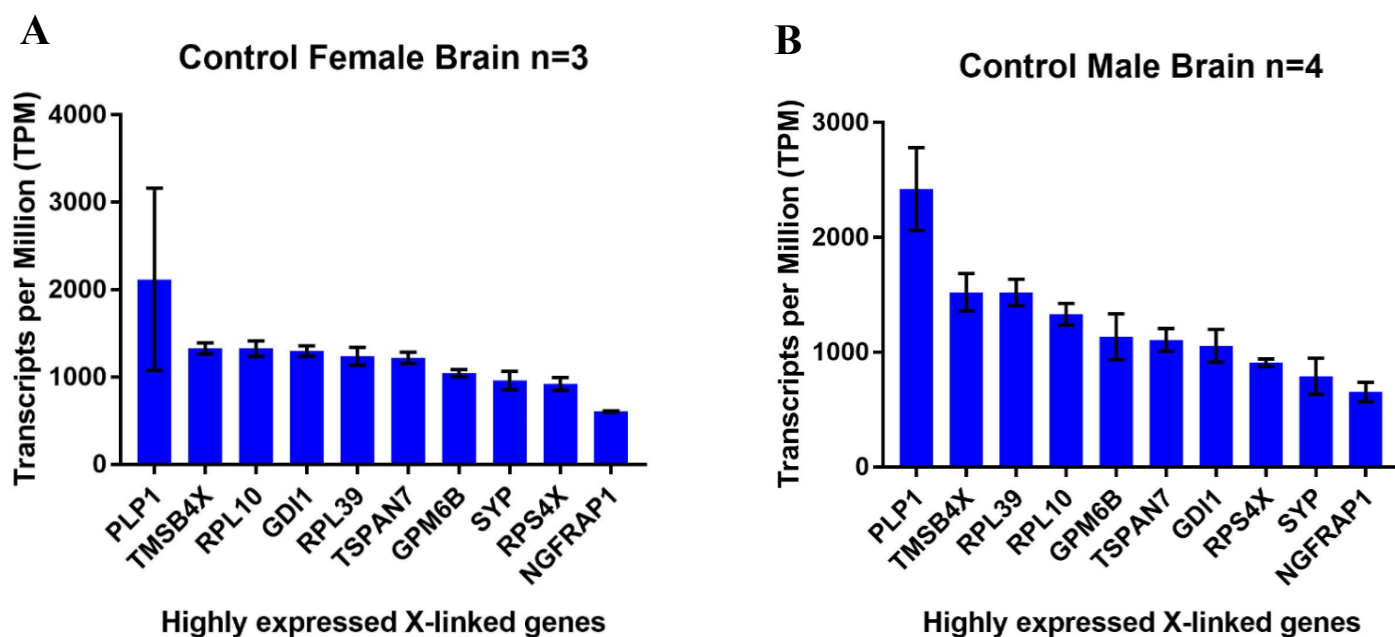 A
Control Female Brain n=3
Transcripts per Million (TPM)
4000
3000
2000
1000
0
PLP1
TMSB4X
RPL10
GDI1
RPL39
TSPAN7
GPM6B
SYP
RPS4X
NGFRAP1
Highly expressed X-linked genes
B
Control Male Brain n=4
Transcripts per Million (TPM)
3000
2000
1000
0
PLP1
TMSB4X
RPL39
RPL10
GPM6B
TSPAN7
GDI1
RPS4X
SYP
NGFRAP1
Highly expressed X-linked genes